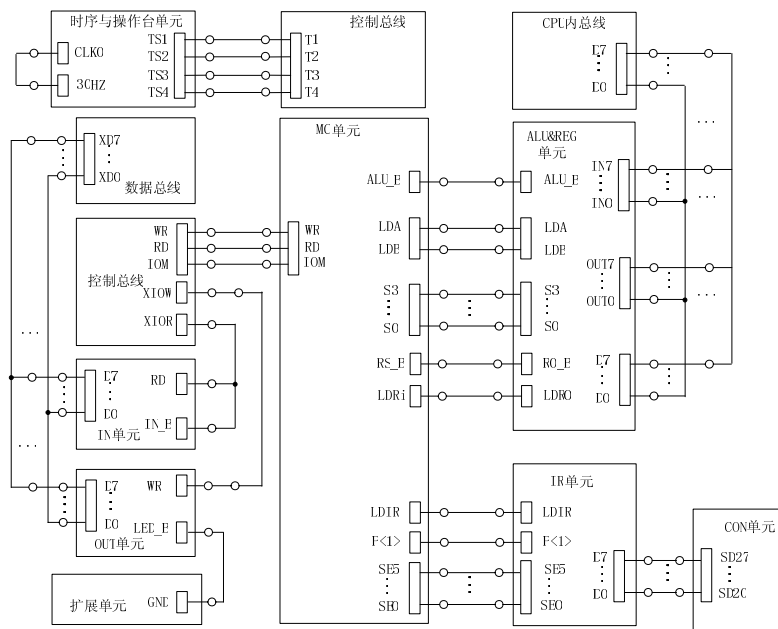 时序与操作台单元
CLK0
30HZ
TS1
TS2
TS3
TS4
控制总线
T1
T2
T3
T4
CPU内总线
D7
D0
...
XD7
XD0
数据总线
MC单元
ALU_B
LDA
LDB
S3
S0
RS_B
LDRi
LDIR
P<1>
SE5
SE0
WR
RD
IOM
ALU&REG
单元
ALU_B
LDA
LDB
S3
S0
R0_B
LDR0
IN7
IN0
OUT7
OUT0
D7
D0
...
...
控制总线
WR
RD
IOM
XIOW
XIOR
...
D7
D0
RD
IN_B
IN单元
...
D7
D0
WR
LED_B
OUT单元
扩展单元
GND
IR单元
LDIR
P<1>
SE5
SE0
D7
D0
CON单元
SD27
SD20